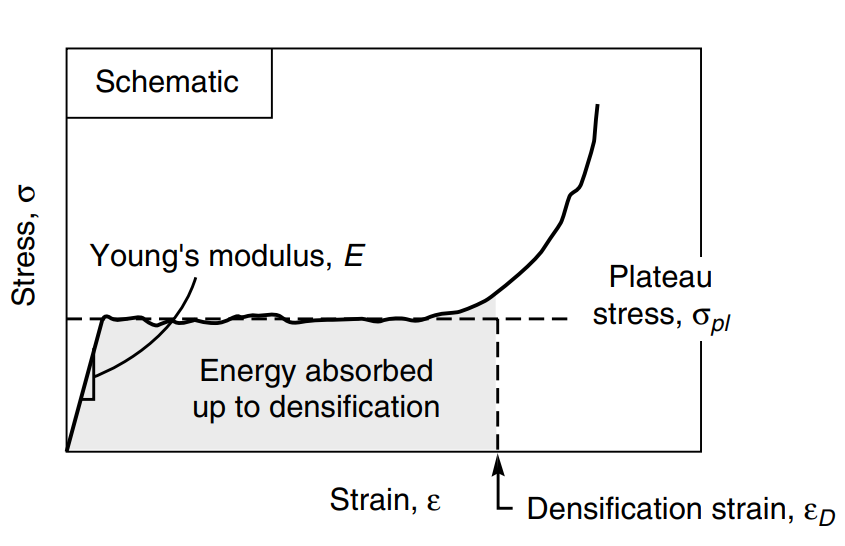 Schematic
Stress, σ
Young's modulus, E
Plateau
stress, σpl
Energy absorbed
up to densification
Strain, ε
Densification strain, εD